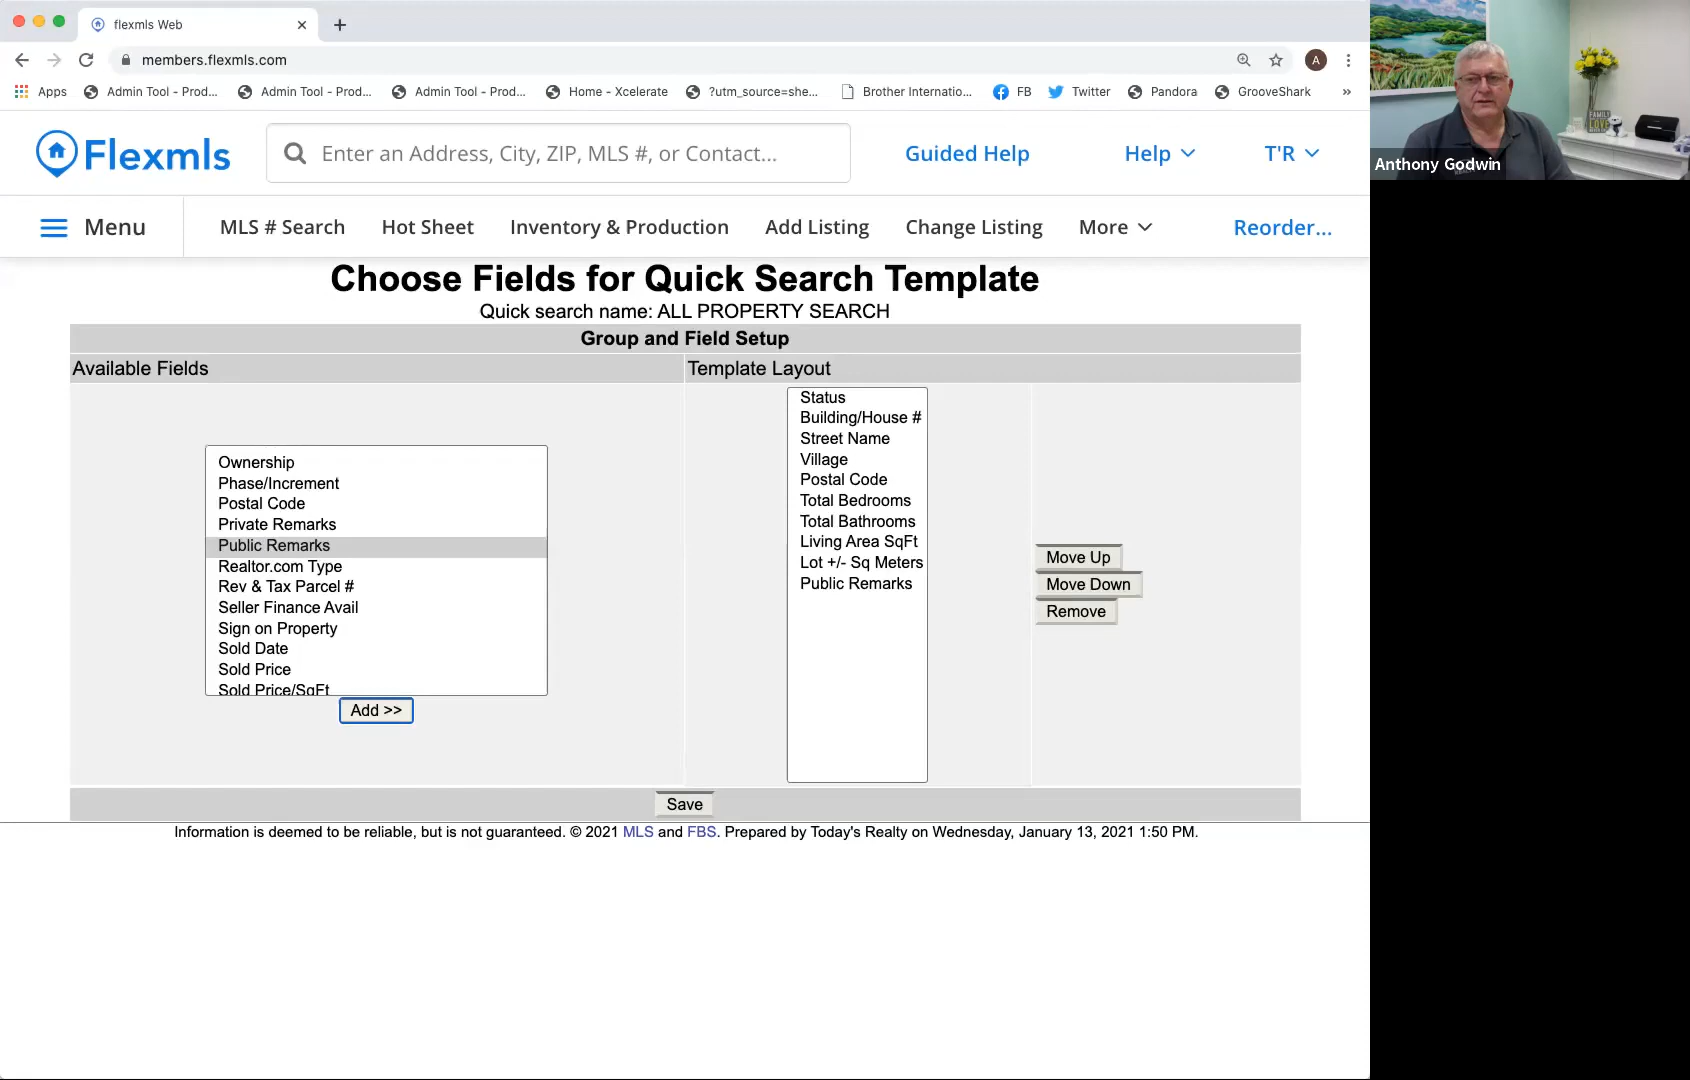 flexmls Web
members.flexmls.com
A
Apps
Admin Tool - Prod...
Admin Tool - Prod...
Admin Tool - Prod...
Home - Xcelerate
?utm_source=she...
Brother Internatio...
FB
Twitter
Pandora
GrooveShark
»
Flexmls
Enter an Address, City, ZIP, MLS #, or Contact...
Guided Help
Help
T'R
Menu
MLS # Search
Hot Sheet
Inventory & Production
Add Listing
Change Listing
More
Reorder...
Choose Fields for Quick Search Template
Quick search name: ALL PROPERTY SEARCH
Group and Field Setup
Available Fields
Template Layout
Ownership
Phase/Increment
Postal Code
Private Remarks
Public Remarks
Realtor.com Type
Rev & Tax Parcel #
Seller Finance Avail
Sign on Property
Sold Date
Sold Price
Sold Price/SqFt
Add >>
Status
Building/House #
Street Name
Village
Postal Code
Total Bedrooms
Total Bathrooms
Living Area SqFt
Lot +/- Sq Meters
Public Remarks
Move Up
Move Down
Remove
Save
Information is deemed to be reliable, but is not guaranteed. © 2021 MLS and FBS. Prepared by Today's Realty on Wednesday, January 13, 2021 1:50 PM.
FAMILY
LOVE
Anthony Godwin